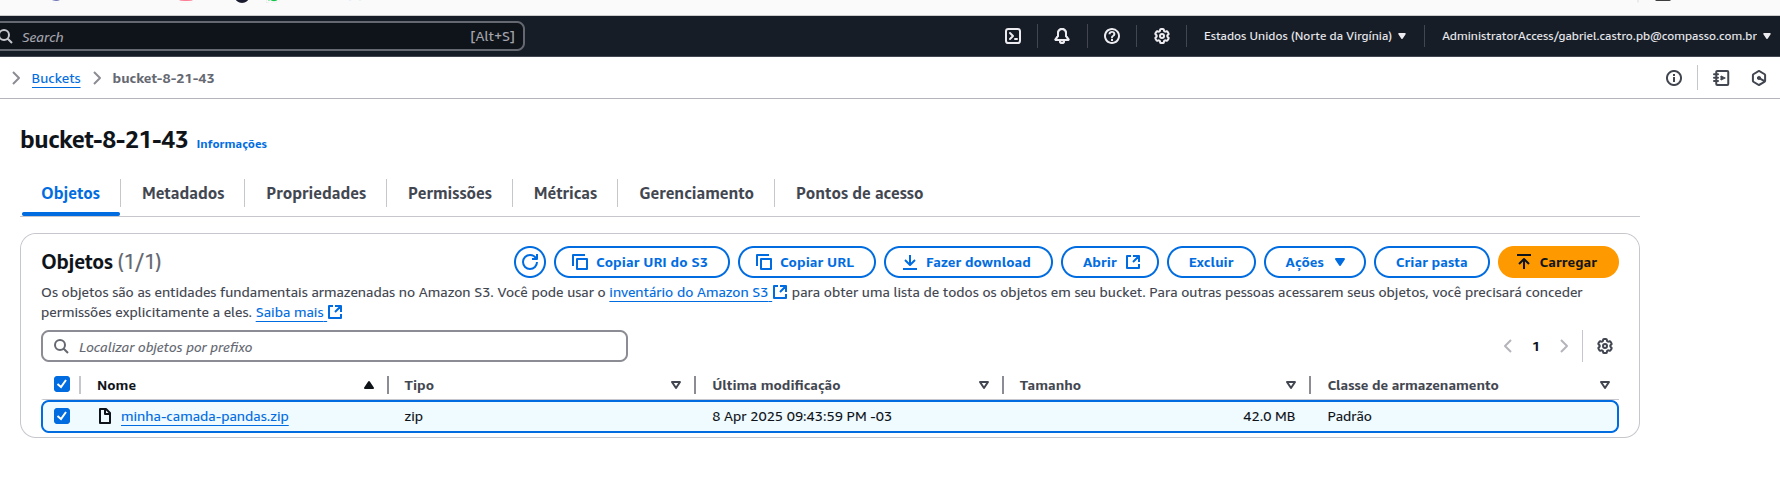 Search [Alt+S] Estados Unidos (Norte da Virgínia) AdministratorAccess/gabriel.castro.pb@compasso.com.br
Buckets bucket-8-21-43
bucket-8-21-43 Informações
Objetos Metadados Propriedades Permissões Métricas Gerenciamento Pontos de acesso
Objetos (1/1) Copiar URI do S3 Copiar URL Fazer download Abrir Excluir Ações Criar pasta Carregar
Os objetos são as entidades fundamentais armazenadas no Amazon S3. Você pode usar o inventário do Amazon S3 para obter uma lista de todos os objetos em seu bucket. Para outras pessoas acessarem seus objetos, você precisará conceder
permissões explicitamente a eles. Saiba mais
Localizar objetos por prefixo 1
Nome Tipo Última modificação Tamanho Classe de armazenamento
minha-camada-pandas.zip zip 8 Apr 2025 09:43:59 PM -03 42.0 MB Padrão